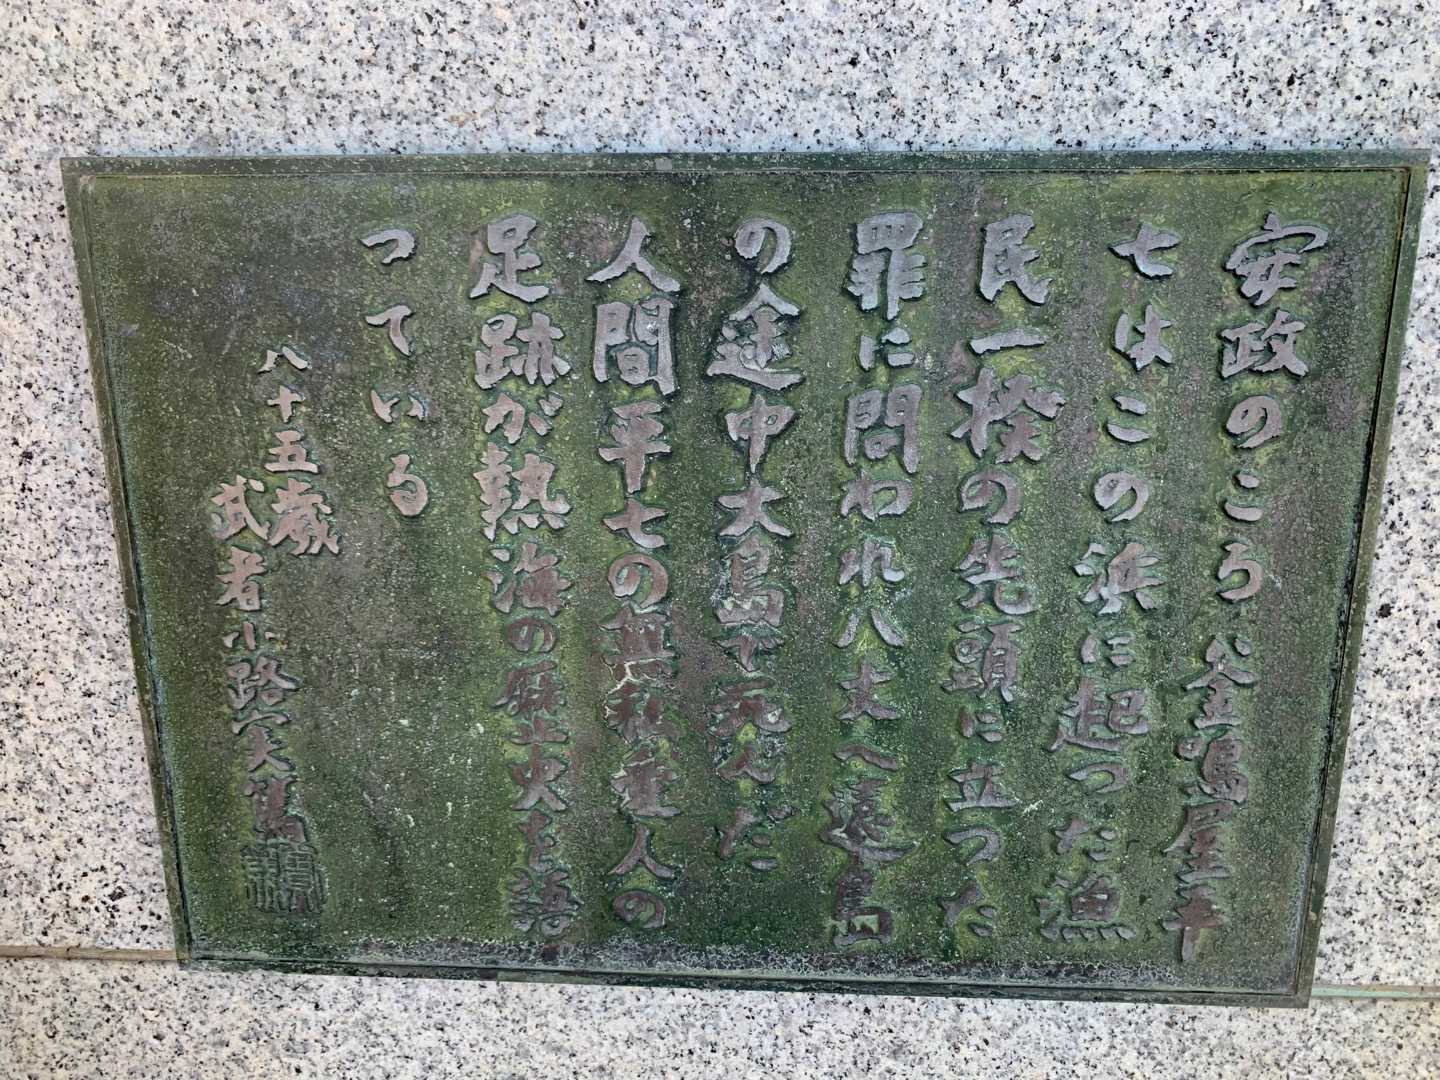 安政のころ 釜鳴屋平
七はこの浜に起った漁
民一揆の先頭に立った
罪に問われ八丈へ遠島
の途中大島で死んだ
人間平七の無私愛人の
足跡が熱海の歴史を語
っている
八十五歳
武者小路実篤